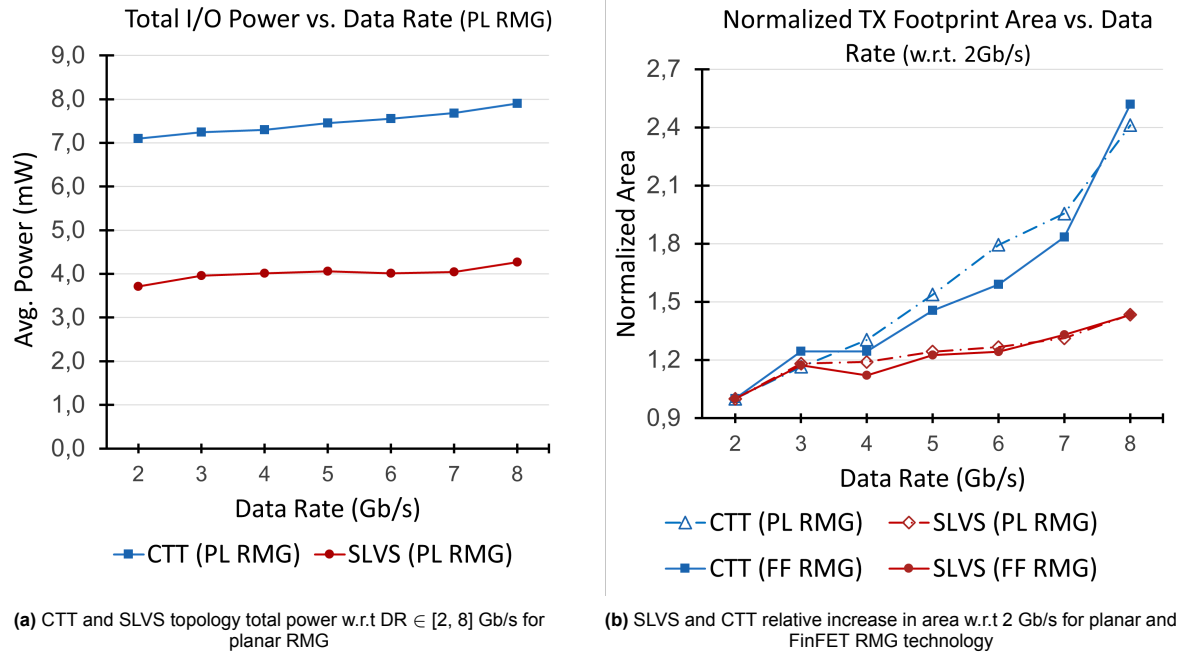 Total I/O Power vs. Data Rate (PL RMG)
9,0
8,0
7,0
6,0
5,0
4,0
3,0
2,0
1,0
0,0
Avg. Power (mW)
2 3 4 5 6 7 8
Data Rate (Gb/s)
CTT (PL RMG) SLVS (PL RMG)
(a) CTT and SLVS topology total power w.r.t DR ∈ [2, 8] Gb/s for
planar RMG
Normalized TX Footprint Area vs. Data
Rate (w.r.t. 2Gb/s)
2,7
2,4
2,1
1,8
1,5
1,2
0,9
Normalized Area
2 3 4 5 6 7 8
Data Rate (Gb/s)
CTT (PL RMG) SLVS (PL RMG)
CTT (FF RMG) SLVS (FF RMG)
(b) SLVS and CTT relative increase in area w.r.t 2 Gb/s for planar and
FinFET RMG technology